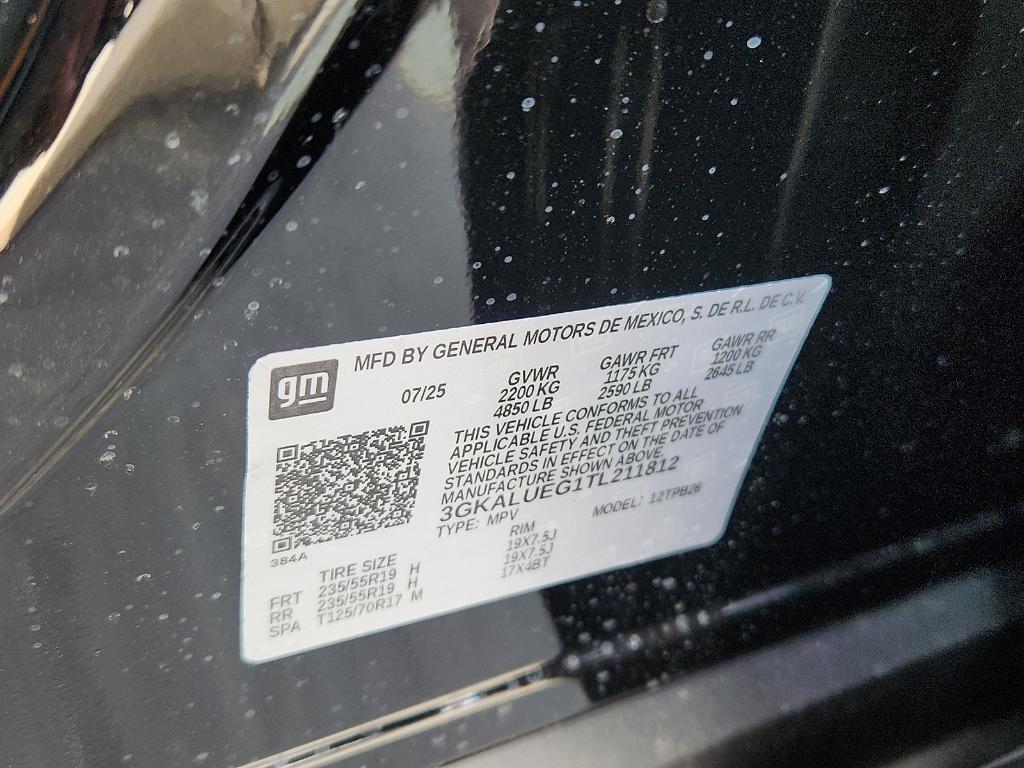 gm
MFD BY GENERAL MOTORS DE MEXICO, S. DE R.L. DE C.V.
07/25 GVWR GAWR FRT GAWR RR
2200 KG 1175 KG 1200 KG
4850 LB 2590 LB 2645 LB
THIS VEHICLE CONFORMS TO ALL
APPLICABLE U.S. FEDERAL MOTOR
VEHICLE SAFETY AND THEFT PREVENTION
STANDARDS IN EFFECT ON THE DATE OF
MANUFACTURE SHOWN ABOVE.
3GKALUEG1TL211812
TYPE: MPV MODEL: 12TPB26
384A
TIRE SIZE RIM
FRT 235/55R19 H 19X7.5J
RR 235/55R19 H 19X7.5J
SPA T125/70R17 M 17X4BT